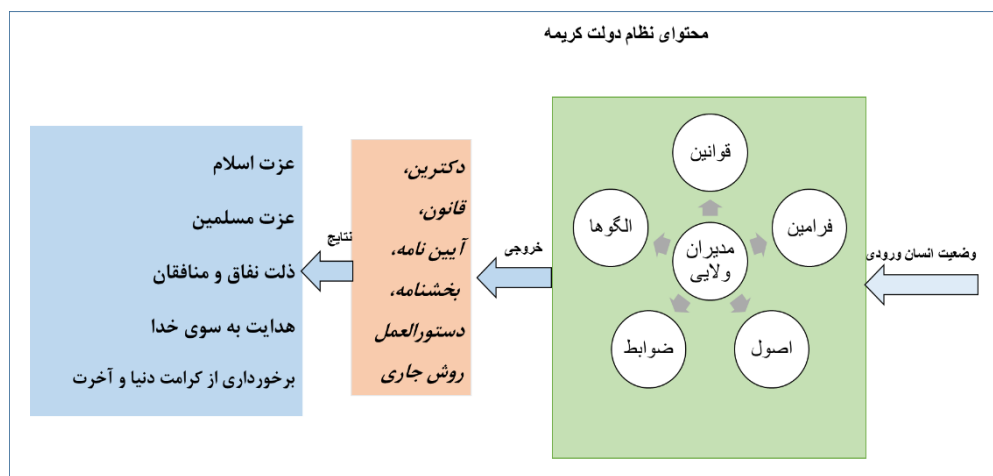 محتوای نظام دولت کریمه
وضعیت انسان ورودی
قوانین
فرامین
الگوها
مدیران
ولایی
اصول
ضوابط
خروجی
دکترین،
قانون،
آیین نامه،
بخشنامه،
دستورالعمل
روش جاری
نتایج
عزت اسلام
عزت مسلمین
ذلت نفاق و منافقان
هدایت به سوی خدا
برخورداری از کرامت دنیا و آخرت